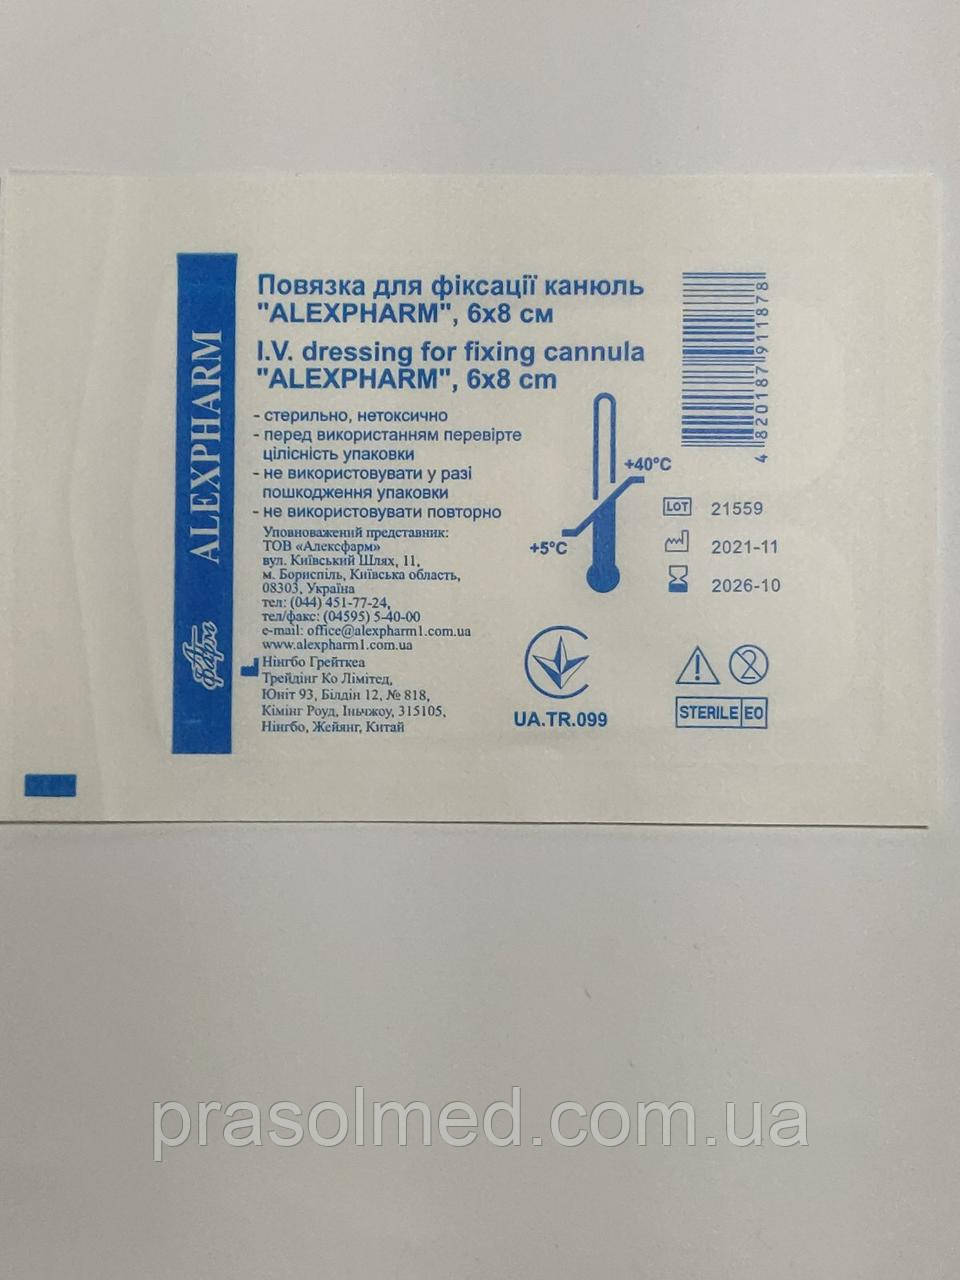 ALEXPHARM
А-фарм
Повязка для фіксації канюль
"ALEXPHARM", 6x8 см
I.V. dressing for fixing cannula
"ALEXPHARM", 6x8 cm
- стерильно, нетоксично
- перед використанням перевірте
цілісність упаковки
- не використовувати у разі
пошкодження упаковки
- не використовувати повторно
Уповноважений представник:
ТОВ «Алексфарм»
вул. Київський Шлях, 11,
м. Бориспіль, Київська область,
08303, Україна
тел: (044) 451-77-24,
тел/факс: (04595) 5-40-00
e-mail: office@alexpharm1.com.ua
www.alexpharm1.com.ua
Нінгбо Грейткеа
Трейдінг Ко Лімітед,
Юніт 93, Білдін 12, № 818,
Кімінг Роуд, Іньчжоу, 315105,
Нінгбо, Жейянг, Китай
+40°C
+5°C
UA.TR.099
4 820187 911878
LOT 21559
2021-11
2026-10
2
STERILE EO
prasolmed.com.ua